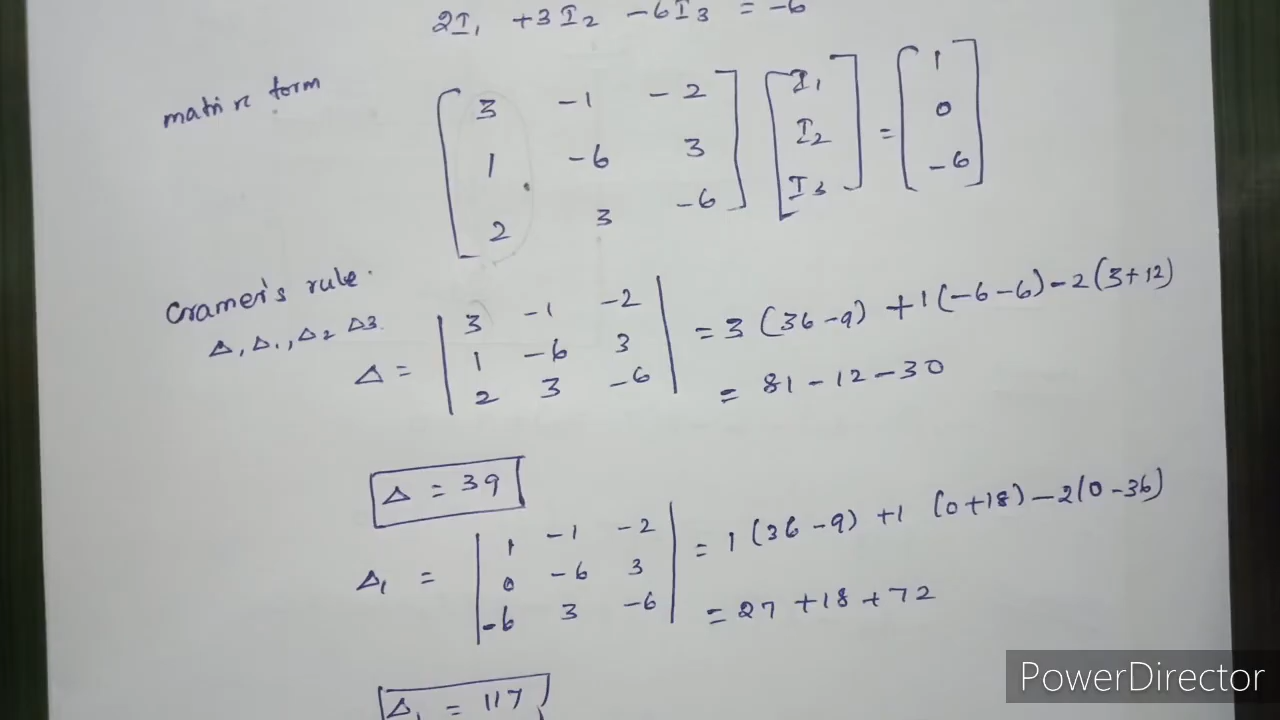 2I₁ +3I₂ -6I₃ = -6
matrix form
[ 3 -1 -2 ] [ I₁ ] = [ 1 ]
[ 1 -6 3 ] [ I₂ ] [ 0 ]
[ 2 3 -6 ] [ I₃ ] [ -6 ]
Cramer's rule.
Δ, Δ₁, Δ₂ Δ3.
Δ = | 3 -1 -2 | = 3 (36-9) +1(-6-6)-2(3+12)
| 1 -6 3 |
| 2 3 -6 | = 81-12-30
Δ = 39
Δ₁ = | 1 -1 -2 | = 1 (36-9) +1 (0+18)-2(0-36)
| 0 -6 3 |
| -6 3 -6 | = 27+18+72
Δ₁ = 117
PowerDirector